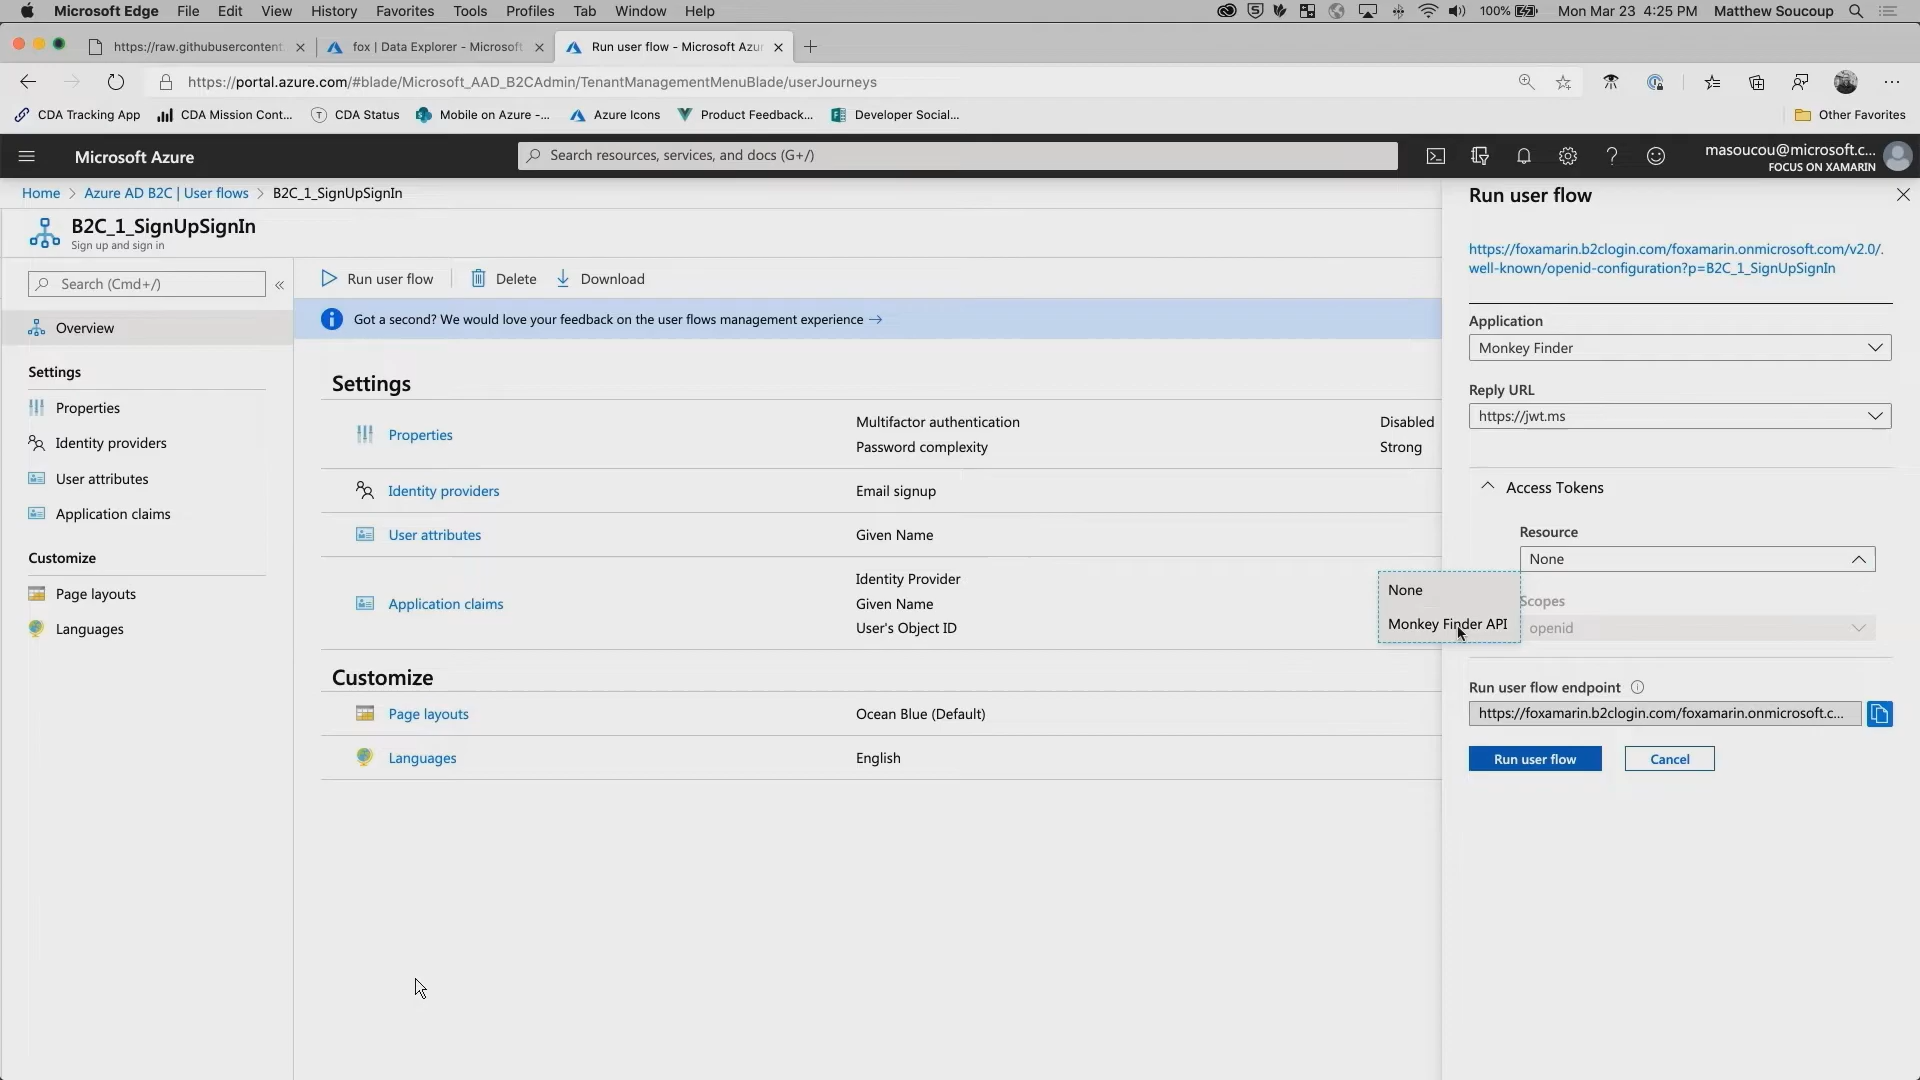 Microsoft Edge File Edit View History Favorites Tools Profiles Tab Window Help 100% Mon Mar 23 4:25 PM Matthew Soucoup
https://raw.githubusercontent. fox | Data Explorer - Microsoft Run user flow - Microsoft Azur
https://portal.azure.com/#blade/Microsoft_AAD_B2CAdmin/TenantManagementMenuBlade/userJourneys
CDA Tracking App CDA Mission Cont... CDA Status Mobile on Azure -... Azure Icons Product Feedback... Developer Social... Other Favorites
Microsoft Azure Search resources, services, and docs (G+/) masoucou@microsoft.c...
FOCUS ON XAMARIN
Home > Azure AD B2C | User flows > B2C_1_SignUpSignIn
B2C_1_SignUpSignIn
Sign up and sign in
Search (Cmd+/)
Overview
Settings
Properties
Identity providers
User attributes
Application claims
Customize
Page layouts
Languages
Run user flow Delete Download
Got a second? We would love your feedback on the user flows management experience →
Settings
Properties Multifactor authentication Disabled
Password complexity Strong
Identity providers Email signup
User attributes Given Name
Application claims Identity Provider
Given Name
User's Object ID
Customize
Page layouts Ocean Blue (Default)
Languages English
Run user flow
https://foxamarin.b2clogin.com/foxamarin.onmicrosoft.com/v2.0/.
well-known/openid-configuration?p=B2C_1_SignUpSignIn
Application
Monkey Finder
Reply URL
https://jwt.ms
Access Tokens
Resource
None
None
Monkey Finder API
Scopes
openid
Run user flow endpoint
https://foxamarin.b2clogin.com/foxamarin.onmicrosoft.c...
Run user flow Cancel